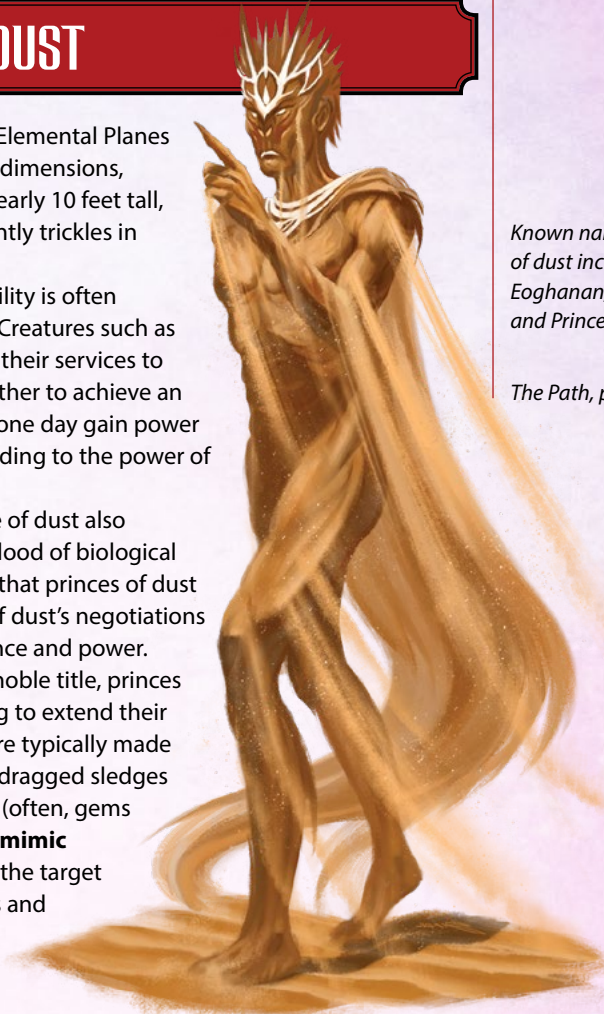 DUST
Elemental Planes
dimensions,
early 10 feet tall,
ntly trickles in
ility is often
Creatures such as
their services to
ther to achieve an
one day gain power
ding to the power of
e of dust also
lood of biological
that princes of dust
f dust's negotiations
nce and power.
noble title, princes
g to extend their
re typically made
dragged sledges
(often, gems
mimic
the target
s and
Known nar
of dust inc
Eoghanan
and Prince
The Path, p